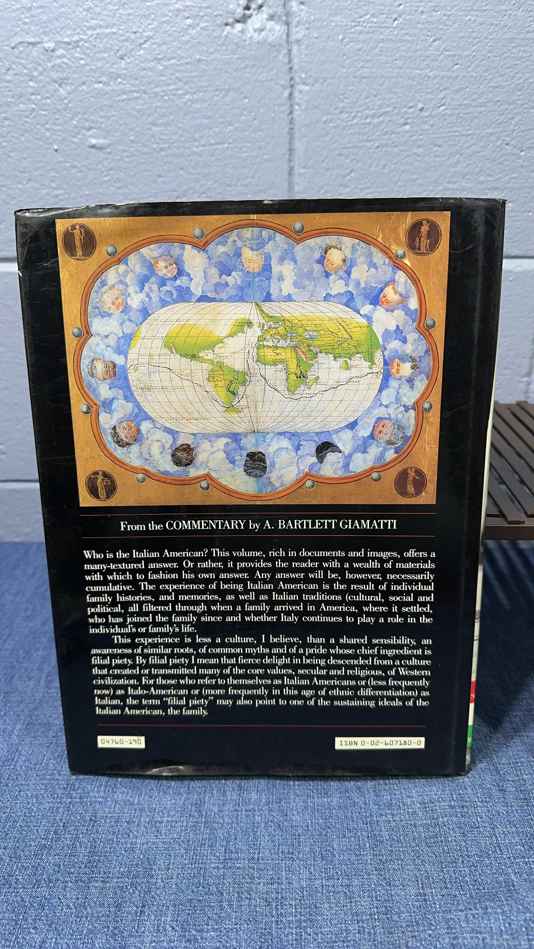 From the COMMENTARY by A. BARTLETT GIAMATTI
Who is the Italian American? This volume, rich in documents and images, offers a
many-textured answer. Or rather, it provides the reader with a wealth of materials
with which to fashion his own answer. Any answer will be, however, necessarily
cumulative. The experience of being Italian American is the result of individual
family histories, and memories, as well as Italian traditions (cultural, social and
political, all filtered through when a family arrived in America, where it settled,
who has joined the family since and whether Italy continues to play a role in the
individual's or family's life.
This experience is less a culture, I believe, than a shared sensibility, an
awareness of similar roots, of common myths and of a pride whose chief ingredient is
filial piety. By filial piety I mean that fierce delight in being descended from a culture
that created or transmitted many of the core values, secular and religious, of Western
civilization. For those who refer to themselves as Italian Americans or (less frequently
now) as Italo-American or (more frequently in this age of ethnic differentiation) as
Italian, the term “filial piety” may also point to one of the sustaining ideals of the
Italian American, the family.
04760-190
ISBN 0-02-607180-0